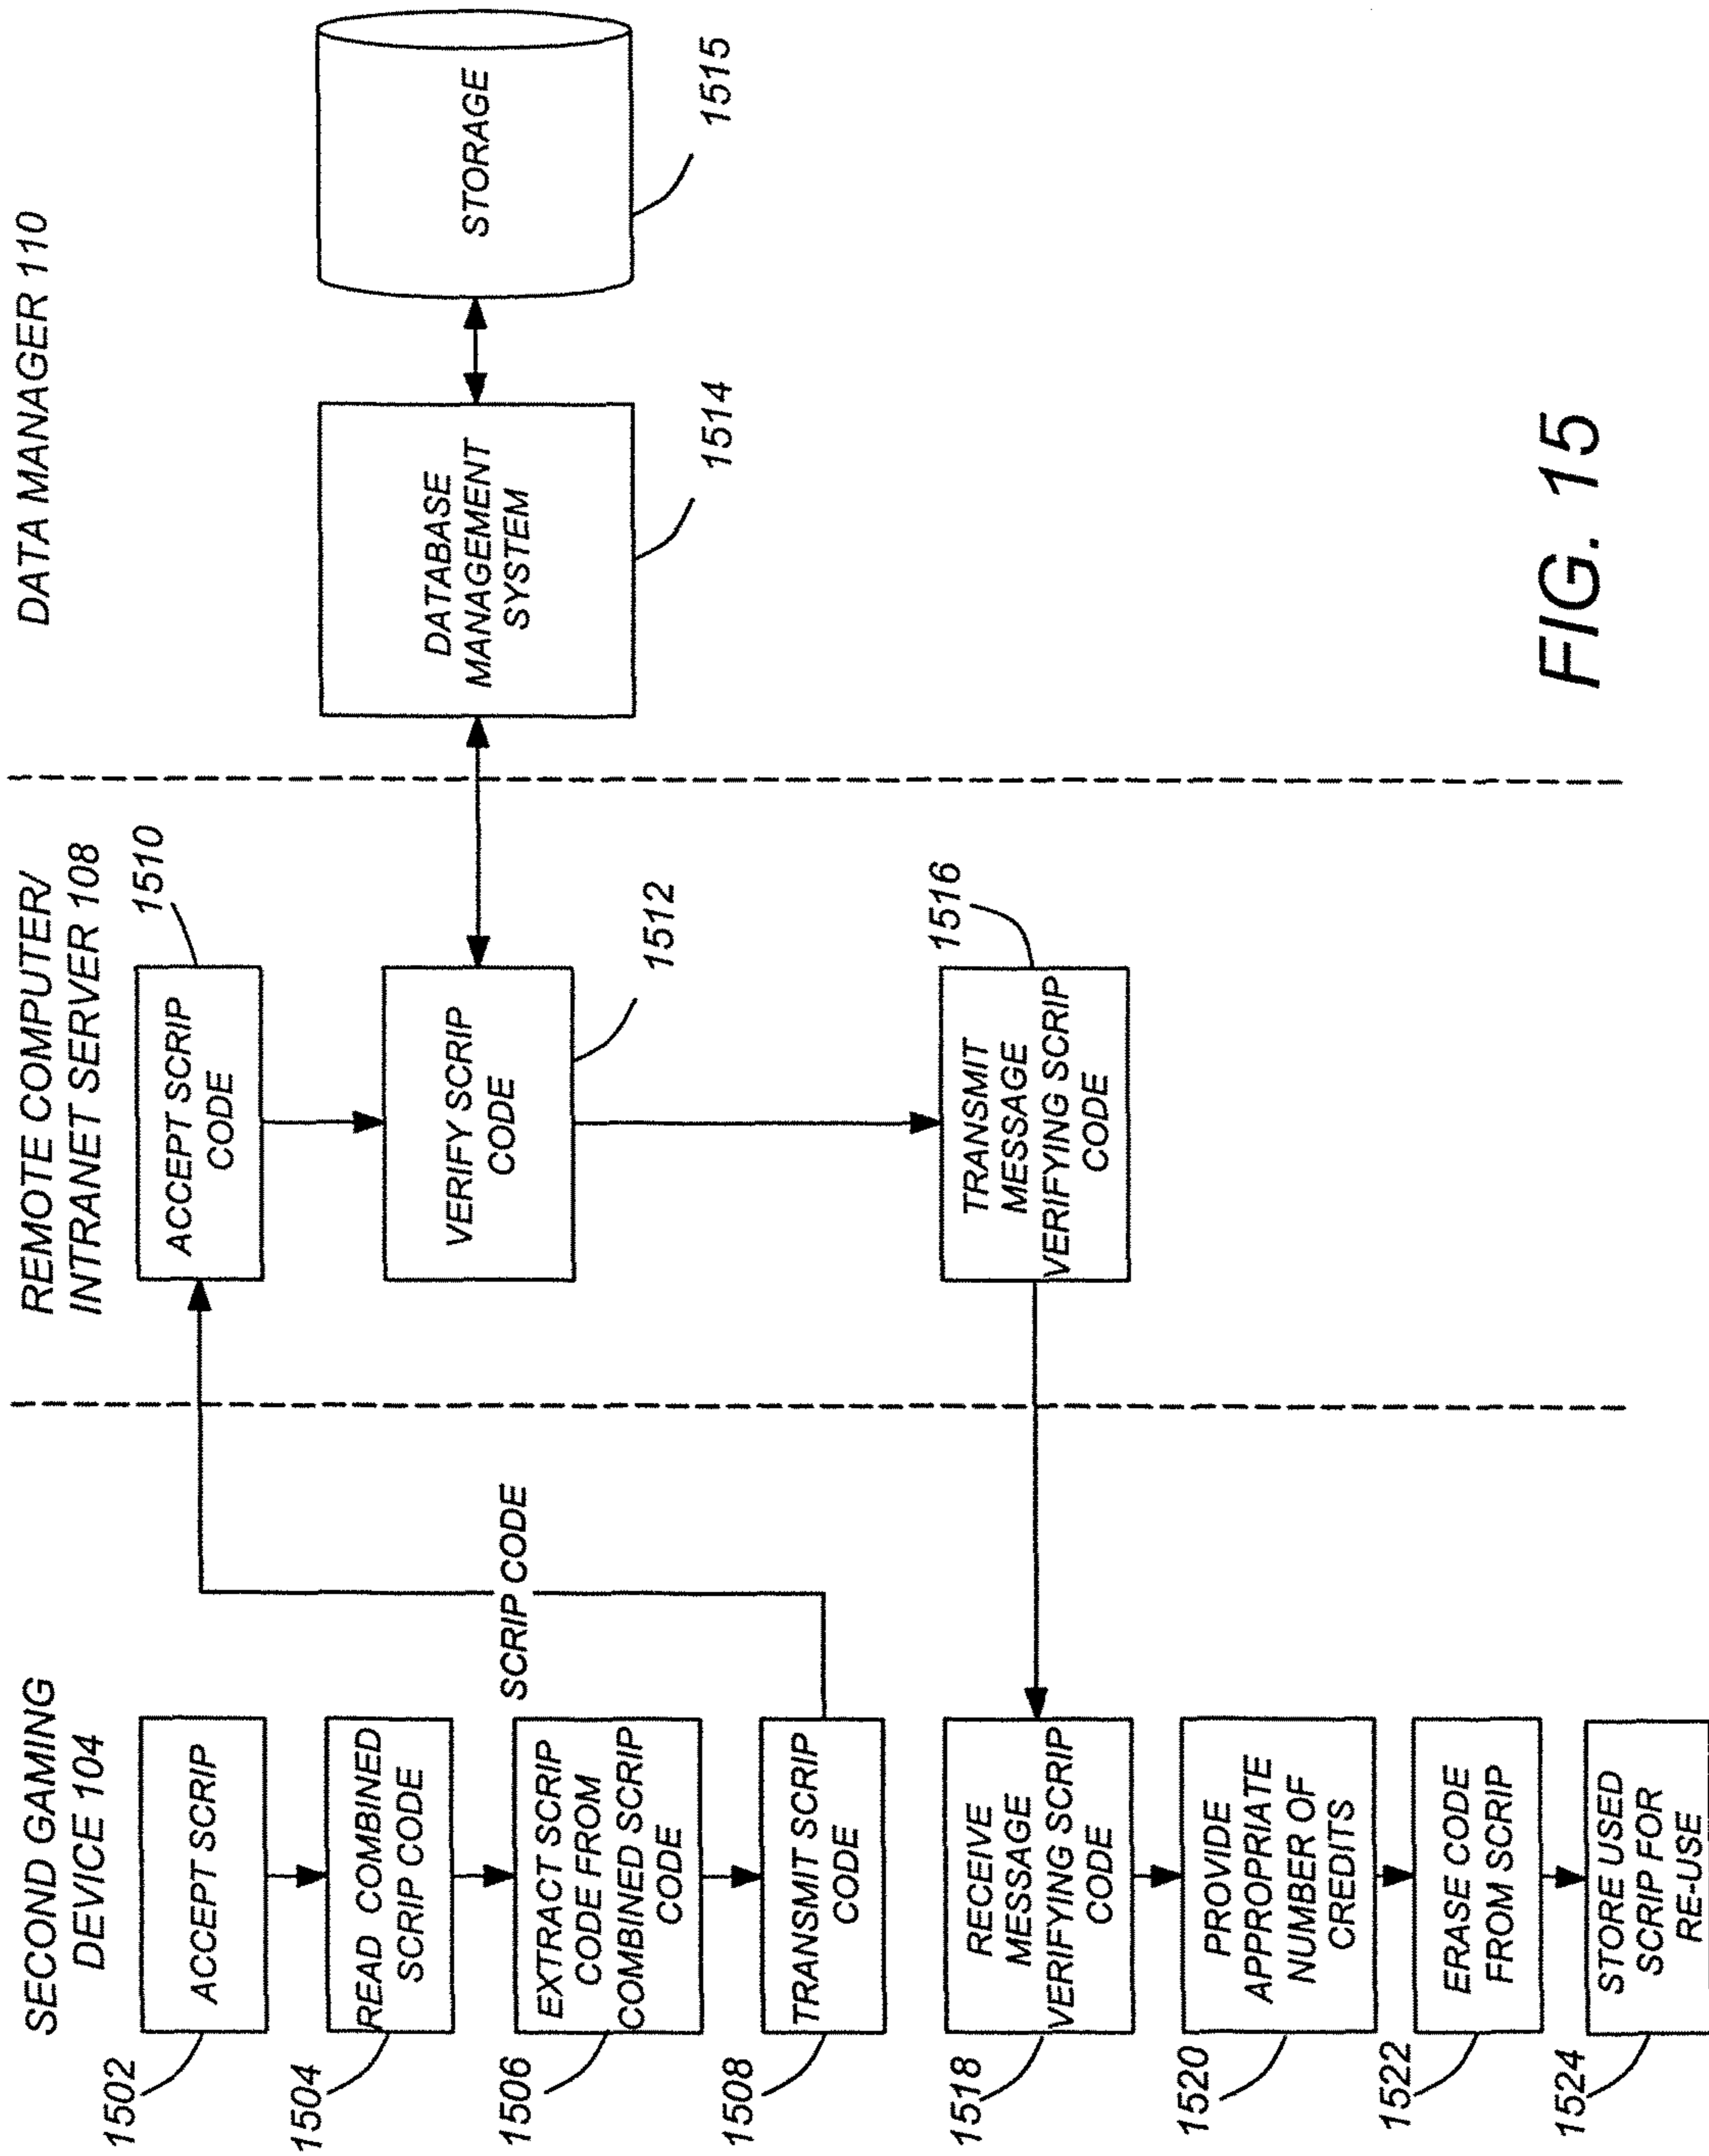 SECOND GAMING
DEVICE 104
1502
ACCEPT SCRIP
1504
READ COMBINED
SCRIP CODE
1506
EXTRACT SCRIP
CODE FROM
COMBINED SCRIP
CODE
1508
TRANSMIT SCRIP
CODE
SCRIP CODE
1518
RECEIVE
MESSAGE
VERIFYING SCRIP
CODE
1520
PROVIDE
APPROPRIATE
NUMBER OF
CREDITS
1522
ERASE CODE
FROM SCRIP
1524
STORE USED
SCRIP FOR
RE-USE
REMOTE COMPUTER/
INTRANET SERVER 108
1510
ACCEPT SCRIP
CODE
VERIFY SCRIP
CODE
1512
1516
TRANSMIT
MESSAGE
VERIFYING SCRIP
CODE
DATA MANAGER 110
DATABASE
MANAGEMENT
SYSTEM
1514
STORAGE
1515
FIG. 15